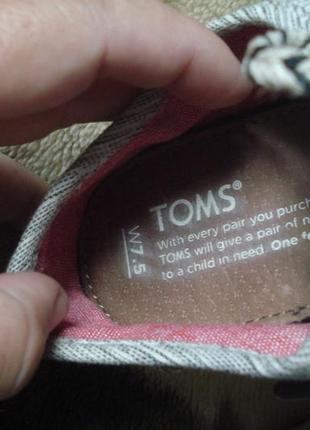 TOMS®
W7.5
With every pair you purch
TOMS will give a pair of n
to a child in need. One f